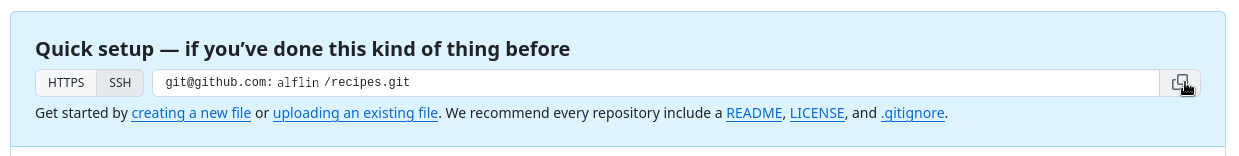 Quick setup — if you’ve done this kind of thing before
HTTPS SSH git@github.com: alflin /recipes.git
Get started by creating a new file or uploading an existing file. We recommend every repository include a README, LICENSE, and .gitignore.